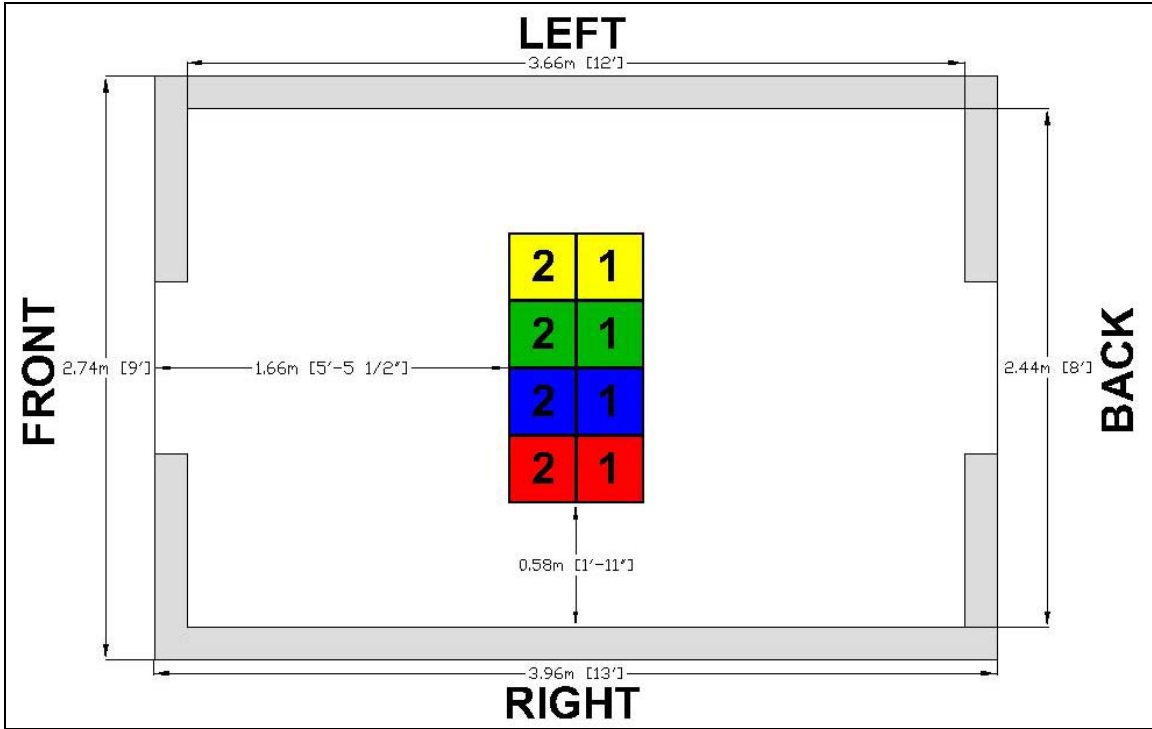 LEFT
3.66m [12']
2 1
2 1
FRONT
2.74m [9']
1.66m [5'-5 1/2"]
2.44m [8']
BACK
2 1
2 1
0.58m [1'-11"]
3.96m [13']
RIGHT